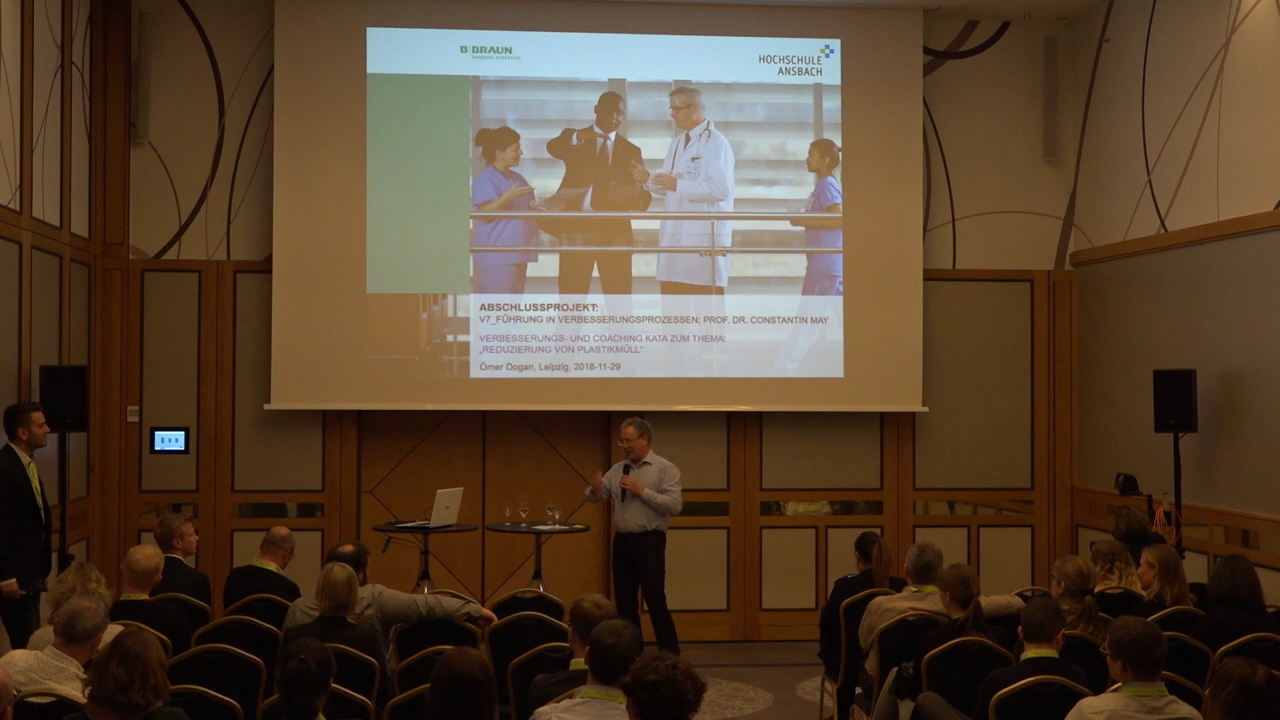 B|BRAUN
SHARING EXPERTISE
HOCHSCHULE
ANSBACH
ABSCHLUSSPROJEKT:
V7_FÜHRUNG IN VERBESSERUNGSPROZESSEN; PROF. DR. CONSTANTIN MAY
VERBESSERUNGS- UND COACHING KATA ZUM THEMA:
„REDUZIERUNG VON PLASTIKMÜLL“
Ömer Dogan, Leipzig, 2018-11-29